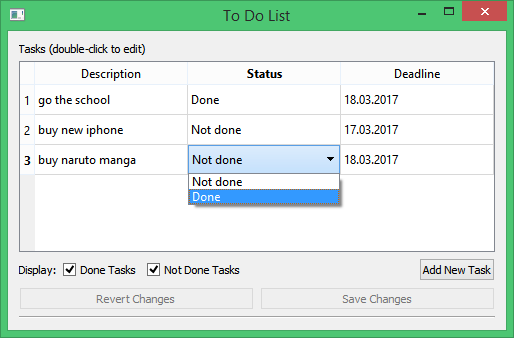 To Do List
Tasks (double-click to edit)
Description Status Deadline
1 go the school Done 18.03.2017
2 buy new iphone Not done 17.03.2017
3 buy naruto manga Not done 18.03.2017
Not done
Done
Display: Done Tasks Not Done Tasks Add New Task
Revert Changes Save Changes